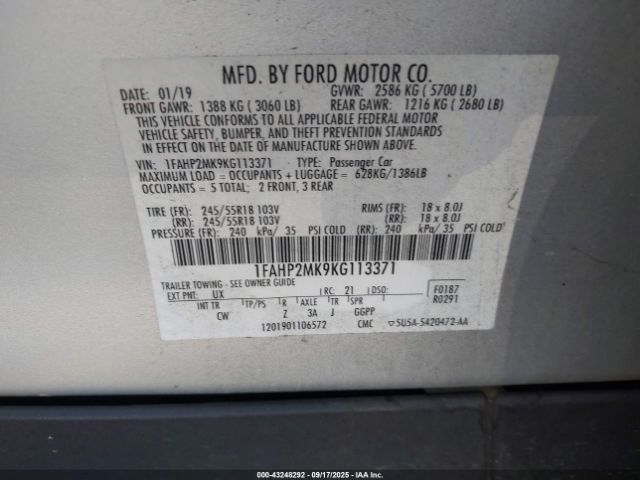 MFD. BY FORD MOTOR CO.
DATE: 01/19 GVWR: 2586 KG ( 5700 LB)
FRONT GAWR: 1388 KG ( 3060 LB) REAR GAWR: 1216 KG ( 2680 LB)
THIS VEHICLE CONFORMS TO ALL APPLICABLE FEDERAL MOTOR
VEHICLE SAFETY, BUMPER, AND THEFT PREVENTION STANDARDS
IN EFFECT ON THE DATE OF MANUFACTURE SHOWN ABOVE.
VIN: 1FAHP2MK9KG113371 TYPE: Passenger Car
MAXIMUM LOAD = OCCUPANTS + LUGGAGE = 628KG/1386LB
OCCUPANTS = 5 TOTAL; 2 FRONT, 3 REAR
TIRE (FR): 245/55R18 103V RIMS (FR): 18 x 8.0J
(RR): 245/55R18 103V (RR): 18 x 8.0J
PRESSURE (FR): 240 kPa/ 35 PSI COLD (RR): 240 kPa/ 35 PSI COLD
1FAHP2MK9KG113371
TRAILER TOWING - SEE OWNER GUIDE
EXT PNT: UX RC: 21 DSO: F0187
INT TR TP/PS R AXLE TR SPR R0291
CW Z 3A J GGPP
1201901106572 CMC ▽5U5A-5420472-AA
000-43248292 - 09/17/2025 - IAA Inc. (COPART)